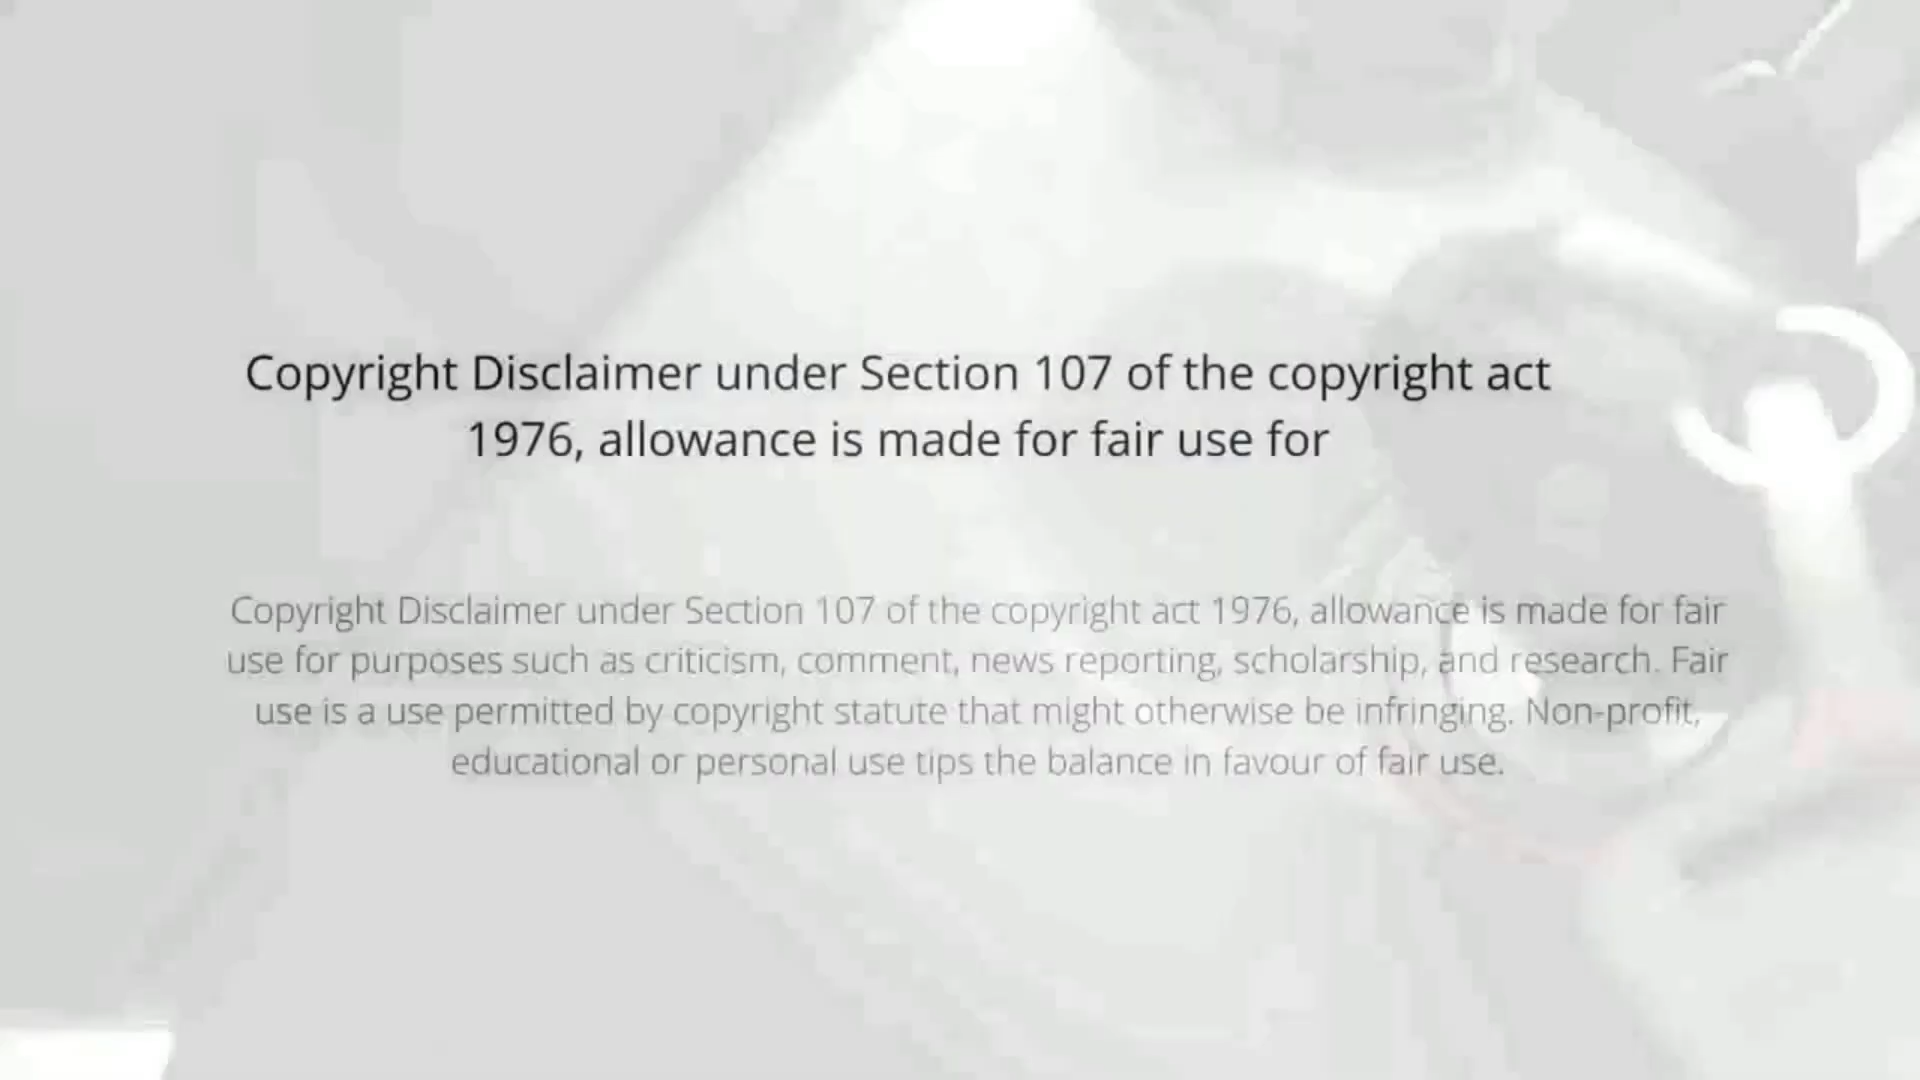 Copyright Disclaimer under Section 107 of the copyright act
1976, allowance is made for fair use for
Copyright Disclaimer under Section 107 of the copyright act 1976, allowance is made for fair
use for purposes such as criticism, comment, news reporting, scholarship, and research. Fair
use is a use permitted by copyright statute that might otherwise be infringing. Non-profit,
educational or personal use tips the balance in favour of fair use.